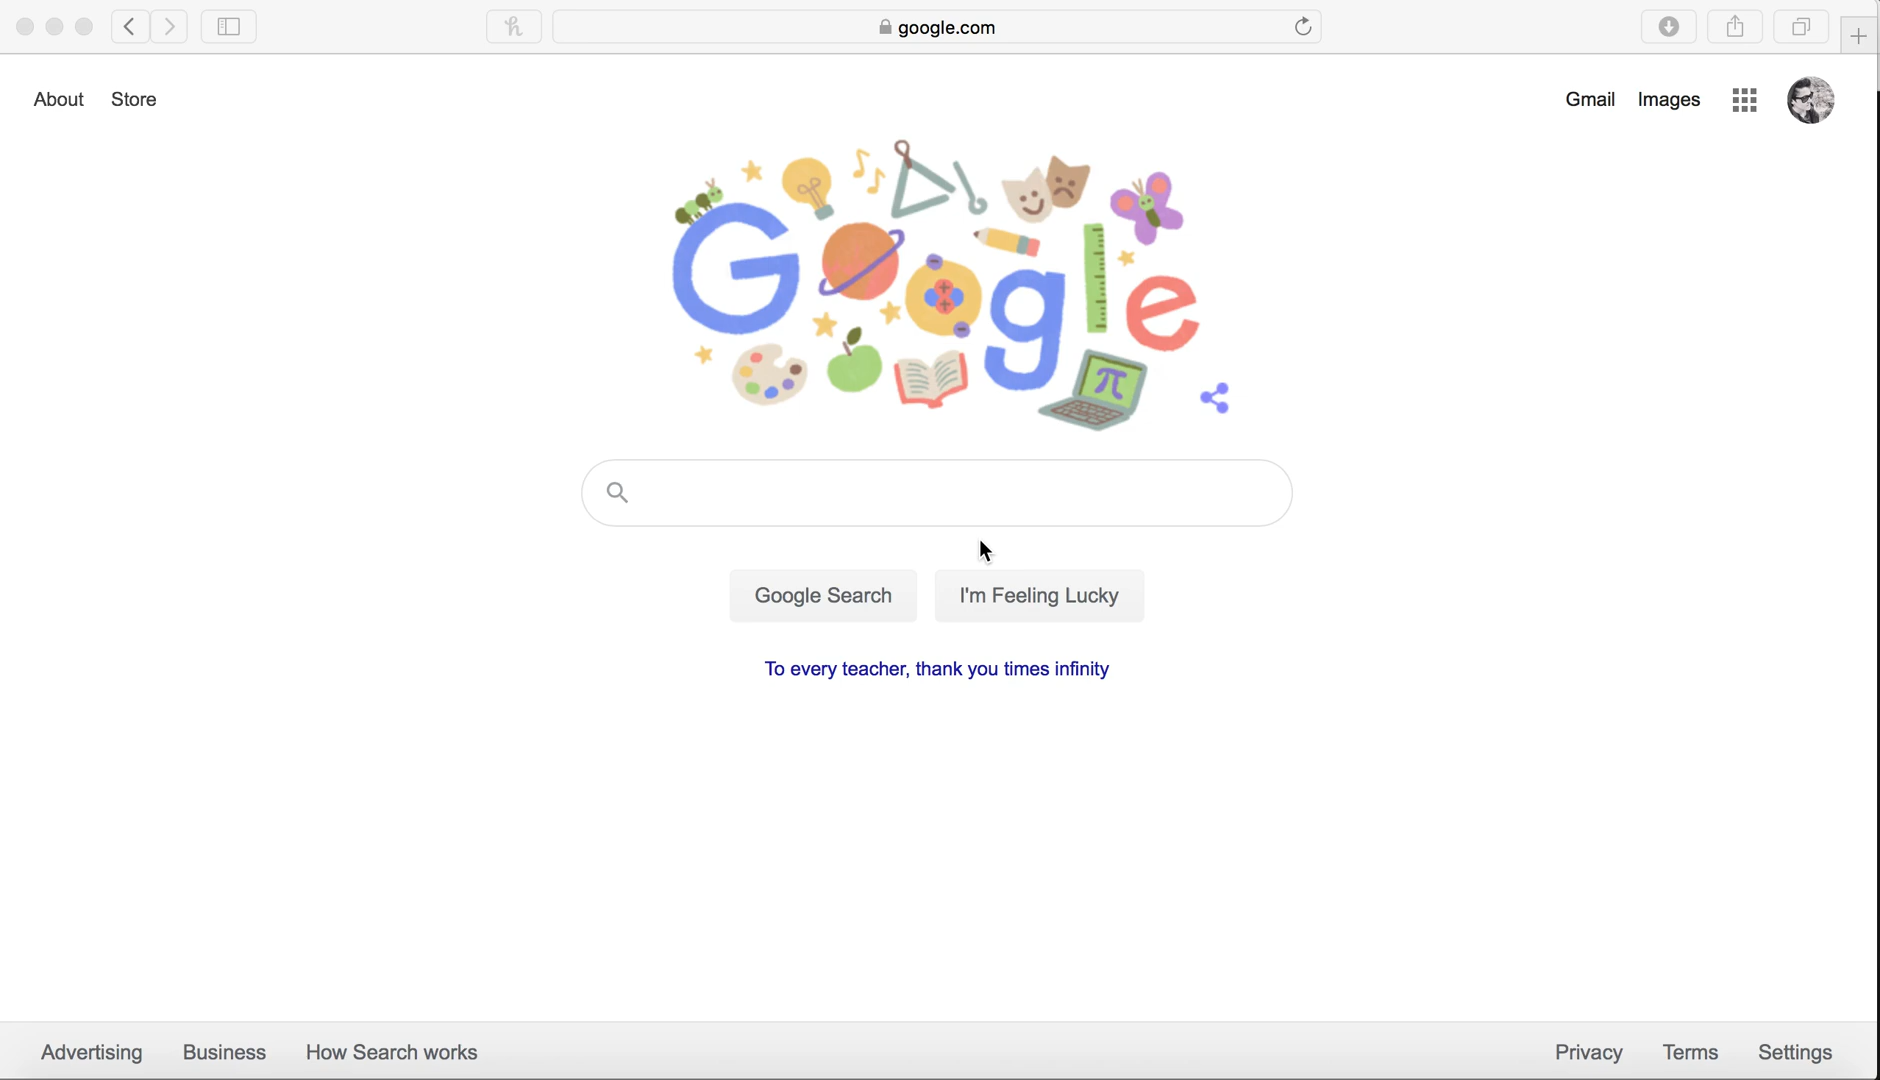 google.com
About Store Gmail Images
Google
π
Google Search I'm Feeling Lucky
To every teacher, thank you times infinity
Advertising Business How Search works Privacy Terms Settings